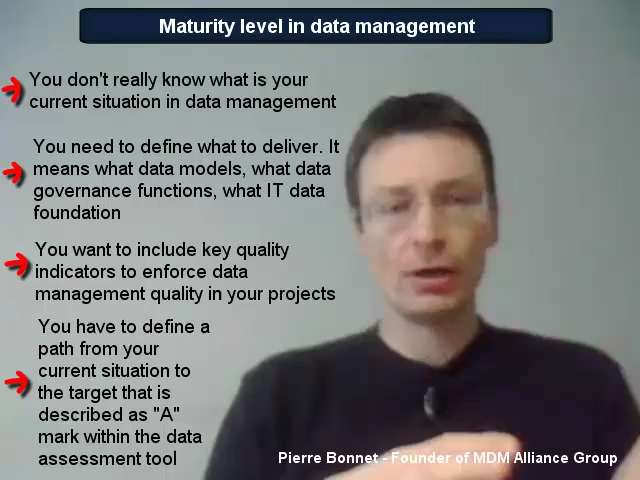 Maturity level in data management
You don't really know what is your
current situation in data management
You need to define what to deliver. It
means what data models, what data
governance functions, what IT data
foundation
You want to include key quality
indicators to enforce data
management quality in your projects
You have to define a
path from your
current situation to
the target that is
described as "A"
mark within the data
assessment tool
Pierre Bonnet - Founder of MDM Alliance Group